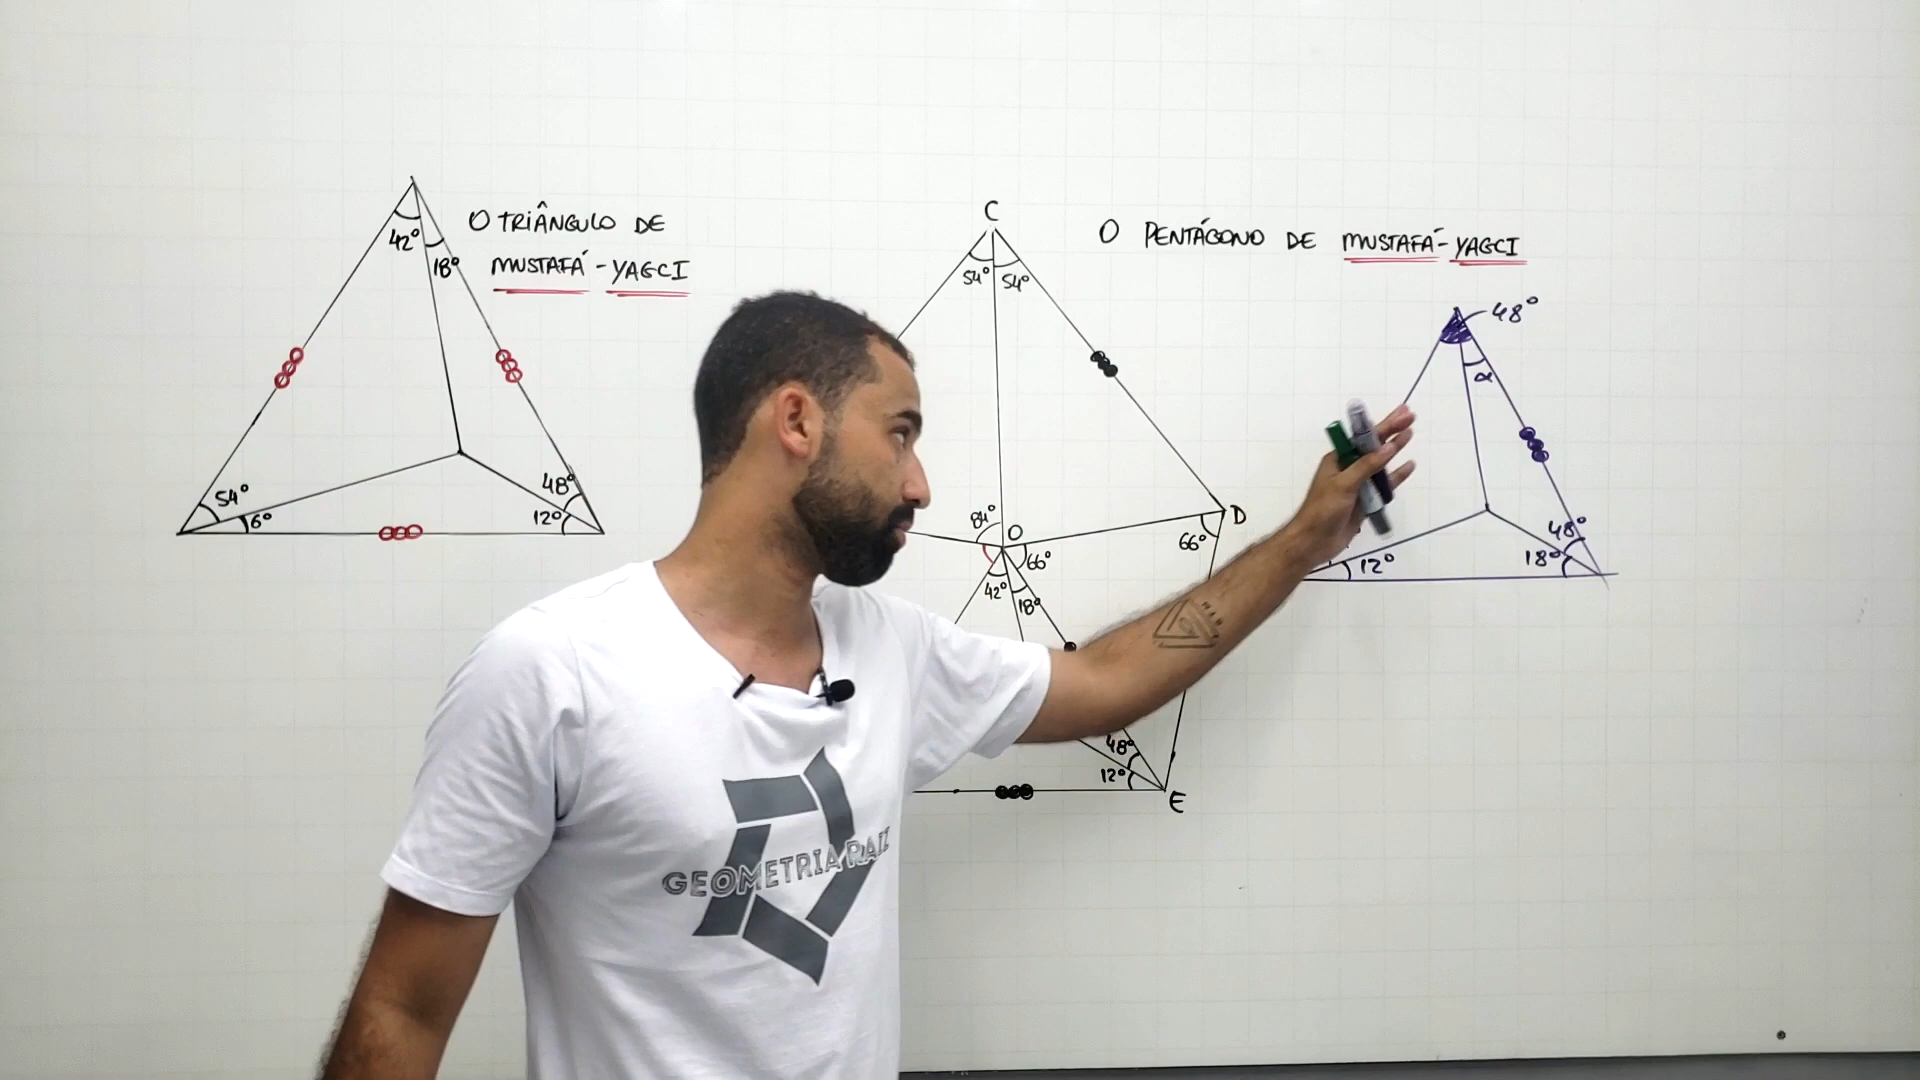 O TRIÂNGULO DE
MUSTAFÁ-YAGCI
42°
18°
54°
6°
48°
12°
C
54° 54°
84°
O
66°
42°
18°
D
66°
48°
12°
E
O PENTÁGONO DE MUSTAFÁ-YAGCI
48°
α
48°
12°
18°
GEOMETRIA RAIZ